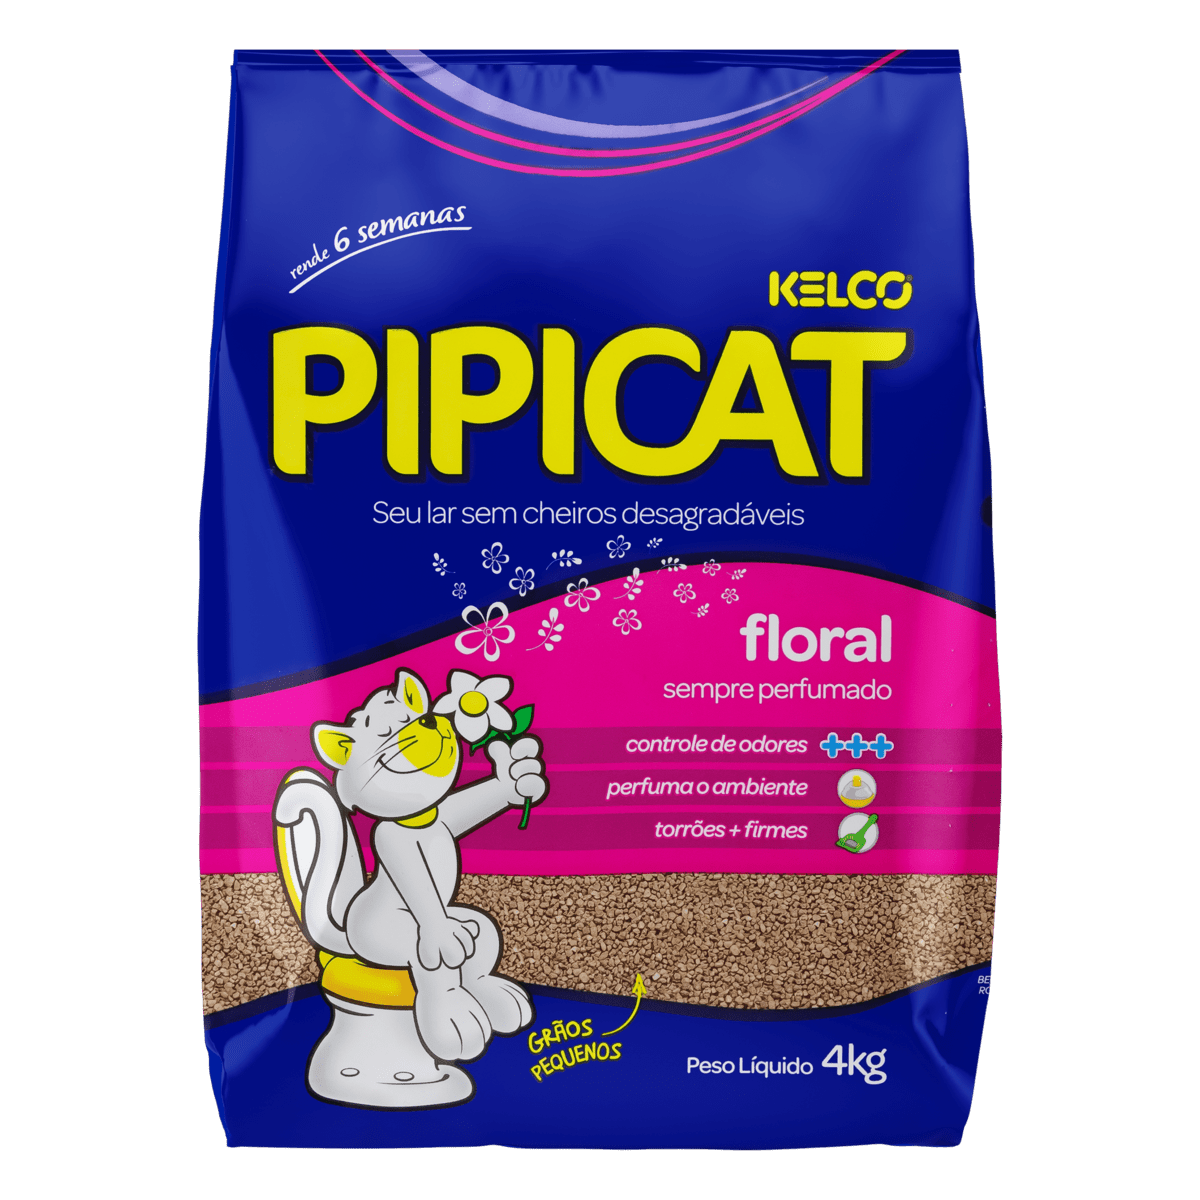 rende 6 semanas
KELCO®
PIPICAT
Seu lar sem cheiros desagradáveis
floral
sempre perfumado
controle de odores
perfuma o ambiente
torrões + firmes
GRÃOS
PEQUENOS
Peso Líquido 4kg